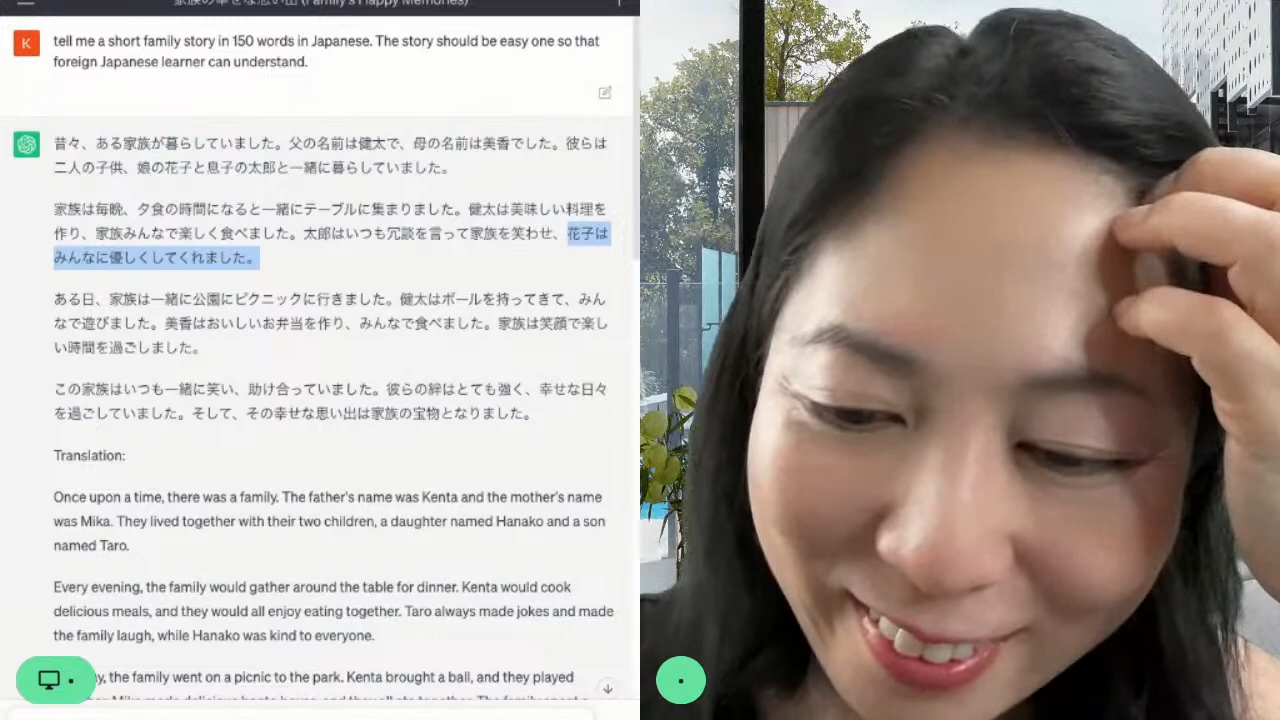 家族の幸せな思い出 (Family's Happy Memories)
K
tell me a short family story in 150 words in Japanese. The story should be easy one so that
foreign Japanese learner can understand.
昔々、ある家族が暮らしていました。父の名前は健太で、母の名前は美香でした。彼らは
二人の子供、娘の花子と息子の太郎と一緒に暮らしていました。
家族は毎晩、夕食の時間になると一緒にテーブルに集まりました。健太は美味しい料理を
作り、家族みんなで楽しく食べました。太郎はいつも冗談を言って家族を笑わせ、花子は
みんなに優しくしてくれました。
ある日、家族は一緒に公園にピクニックに行きました。健太はボールを持ってきて、みん
なで遊びました。美香はおいしいお弁当を作り、みんなで食べました。家族は笑顔で楽し
い時間を過ごしました。
この家族はいつも一緒に笑い、助け合っていました。彼らの絆はとても強く、幸せな日々
を過ごしていました。そして、その幸せな思い出は家族の宝物となりました。
Translation:
Once upon a time, there was a family. The father's name was Kenta and the mother's name
was Mika. They lived together with their two children, a daughter named Hanako and a son
named Taro.
Every evening, the family would gather around the table for dinner. Kenta would cook
delicious meals, and they would all enjoy eating together. Taro always made jokes and made
the family laugh, while Hanako was kind to everyone.
the family went on a picnic to the park. Kenta brought a ball, and they played